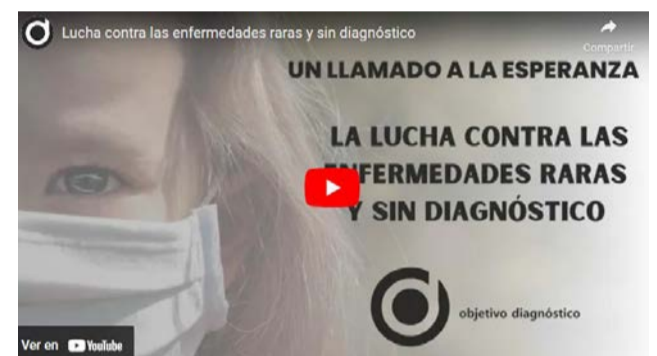 Lucha contra las enfermedades raras y sin diagnóstico
Compartir
UN LLAMADO A LA ESPERANZA
LA LUCHA CONTRA LAS
ENFERMEDADES RARAS
Y SIN DIAGNÓSTICO
objetivo diagnóstico
Ver en YouTube